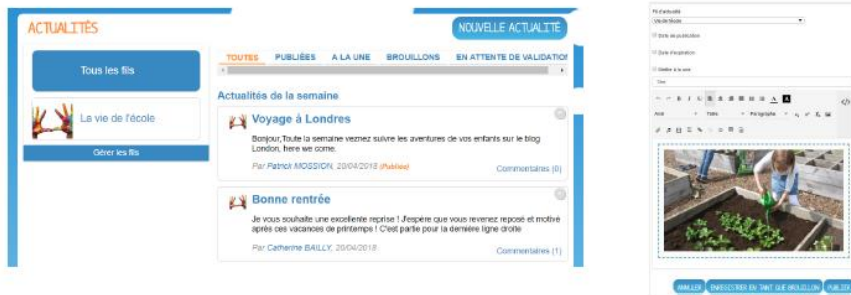 ACTUALITÉS
NOUVELLE ACTUALITÉ
Tous les fils
La vie de l'école
Gérer les fils
TOUTES PUBLIÉES A LA UNE BROUILLONS EN ATTENTE DE VALIDATION
Actualités de la semaine
Voyage à Londres
Bonjour,Toute la semaine veznez suivre les aventures de vos enfants sur le blog
London, here we come.
Par Patrick MOSSION, 20/04/2018 (Publiée)
Commentaires (0)
Bonne rentrée
Je vous souhaite une excellente reprise ! J'espère que vous revenez reposé et motivé
après ces vacances de printemps ! C'est partie pour la dernière ligne droite
Par Catherine BAILLY, 20/04/2018
Commentaires (1)
Fil d'actualité
Vie de l'école
Date de publication
Date d'expiration
Mettre à la une
Titre
Paragraphe
ANNULER ENREGISTRER EN TANT QUE BROUILLON PUBLIER